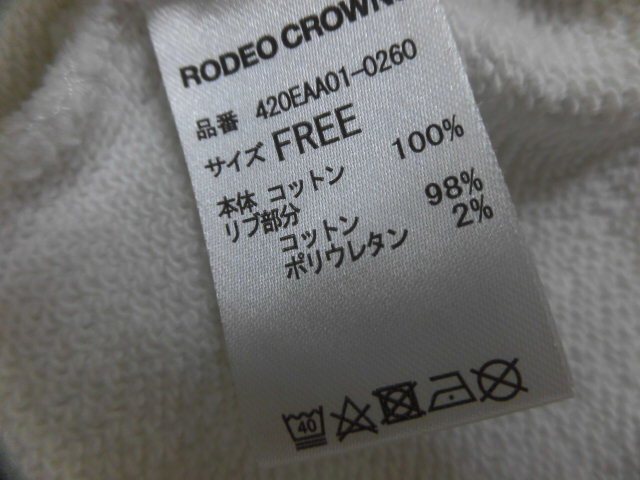 RODEO CROWN
品番 420EAA01-0260
サイズ FREE
本体 コットン 100%
リブ部分
コットン 98%
ポリウレタン 2%
40